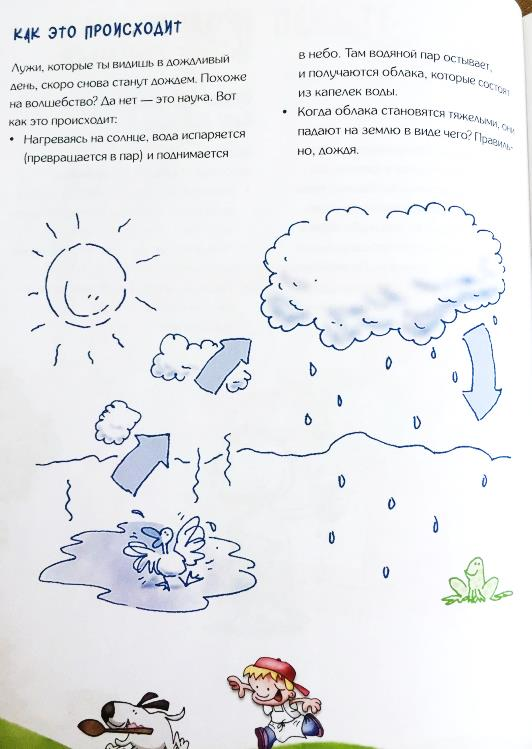 КАК ЭТО ПРОИСХОДИТ
Лужи, которые ты видишь в дождливый
день, скоро снова станут дождем. Похоже
на волшебство? Да нет — это наука. Вот
как это происходит:
• Нагреваясь на солнце, вода испаряется
(превращается в пар) и поднимается
в небо. Там водяной пар остывает,
и получаются облака, которые состоят
из капелек воды.
• Когда облака становятся тяжелыми, они
падают на землю в виде чего? Правиль-
но, дождя.